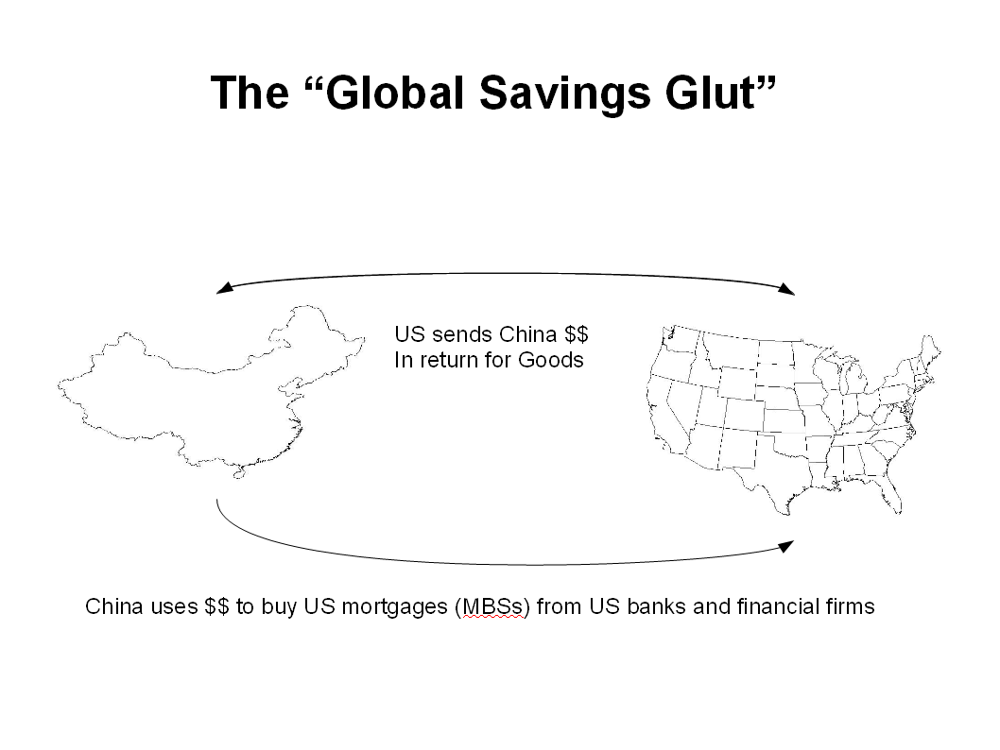 The “Global Savings Glut”
US sends China $$
In return for Goods
China uses $$ to buy US mortgages (MBSs) from US banks and financial firms